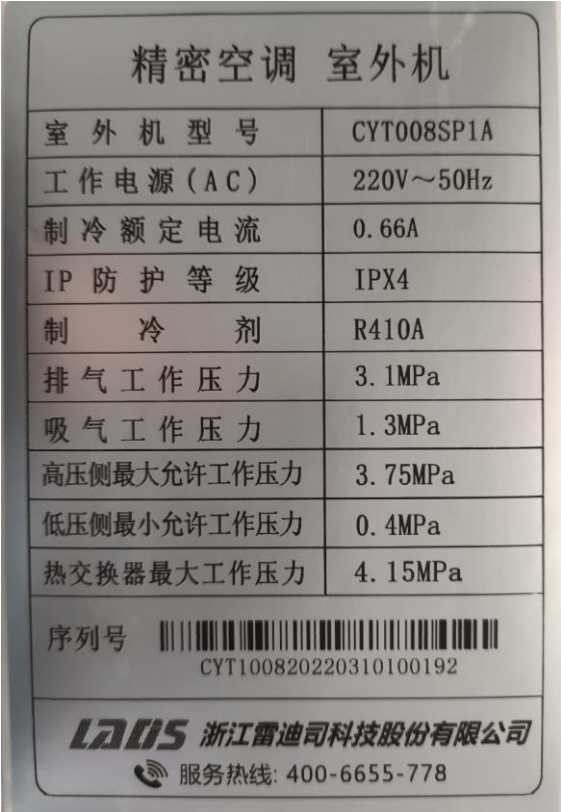 精密空调 室外机
室外机型号 CYT008SP1A
工作电源(AC) 220V～50Hz
制冷额定电流 0.66A
IP防护等级 IPX4
制冷剂 R410A
排气工作压力 3.1MPa
吸气工作压力 1.3MPa
高压侧最大允许工作压力 3.75MPa
低压侧最小允许工作压力 0.4MPa
热交换器最大工作压力 4.15MPa
序列号
CYT100820220310100192
LADS 浙江雷迪司科技股份有限公司
服务热线: 400-6655-778